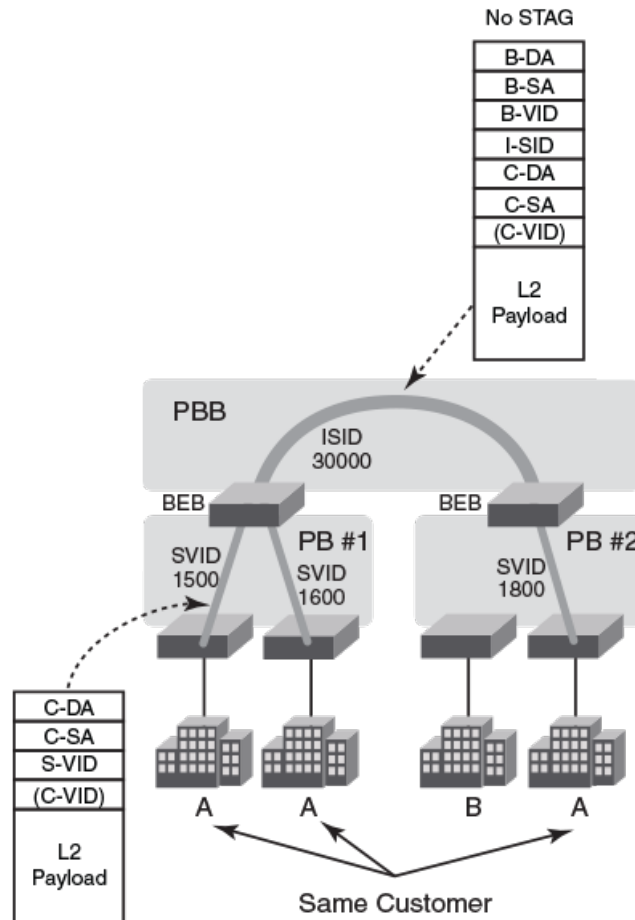 No STAG
B-DA
B-SA
B-VID
I-SID
C-DA
C-SA
(C-VID)
L2
Payload
PBB
ISID
30000
BEB
BEB
PB #1
PB #2
SVID
1500
SVID
1600
SVID
1800
C-DA
C-SA
S-VID
(C-VID)
L2
Payload
A
A
B
A
Same Customer